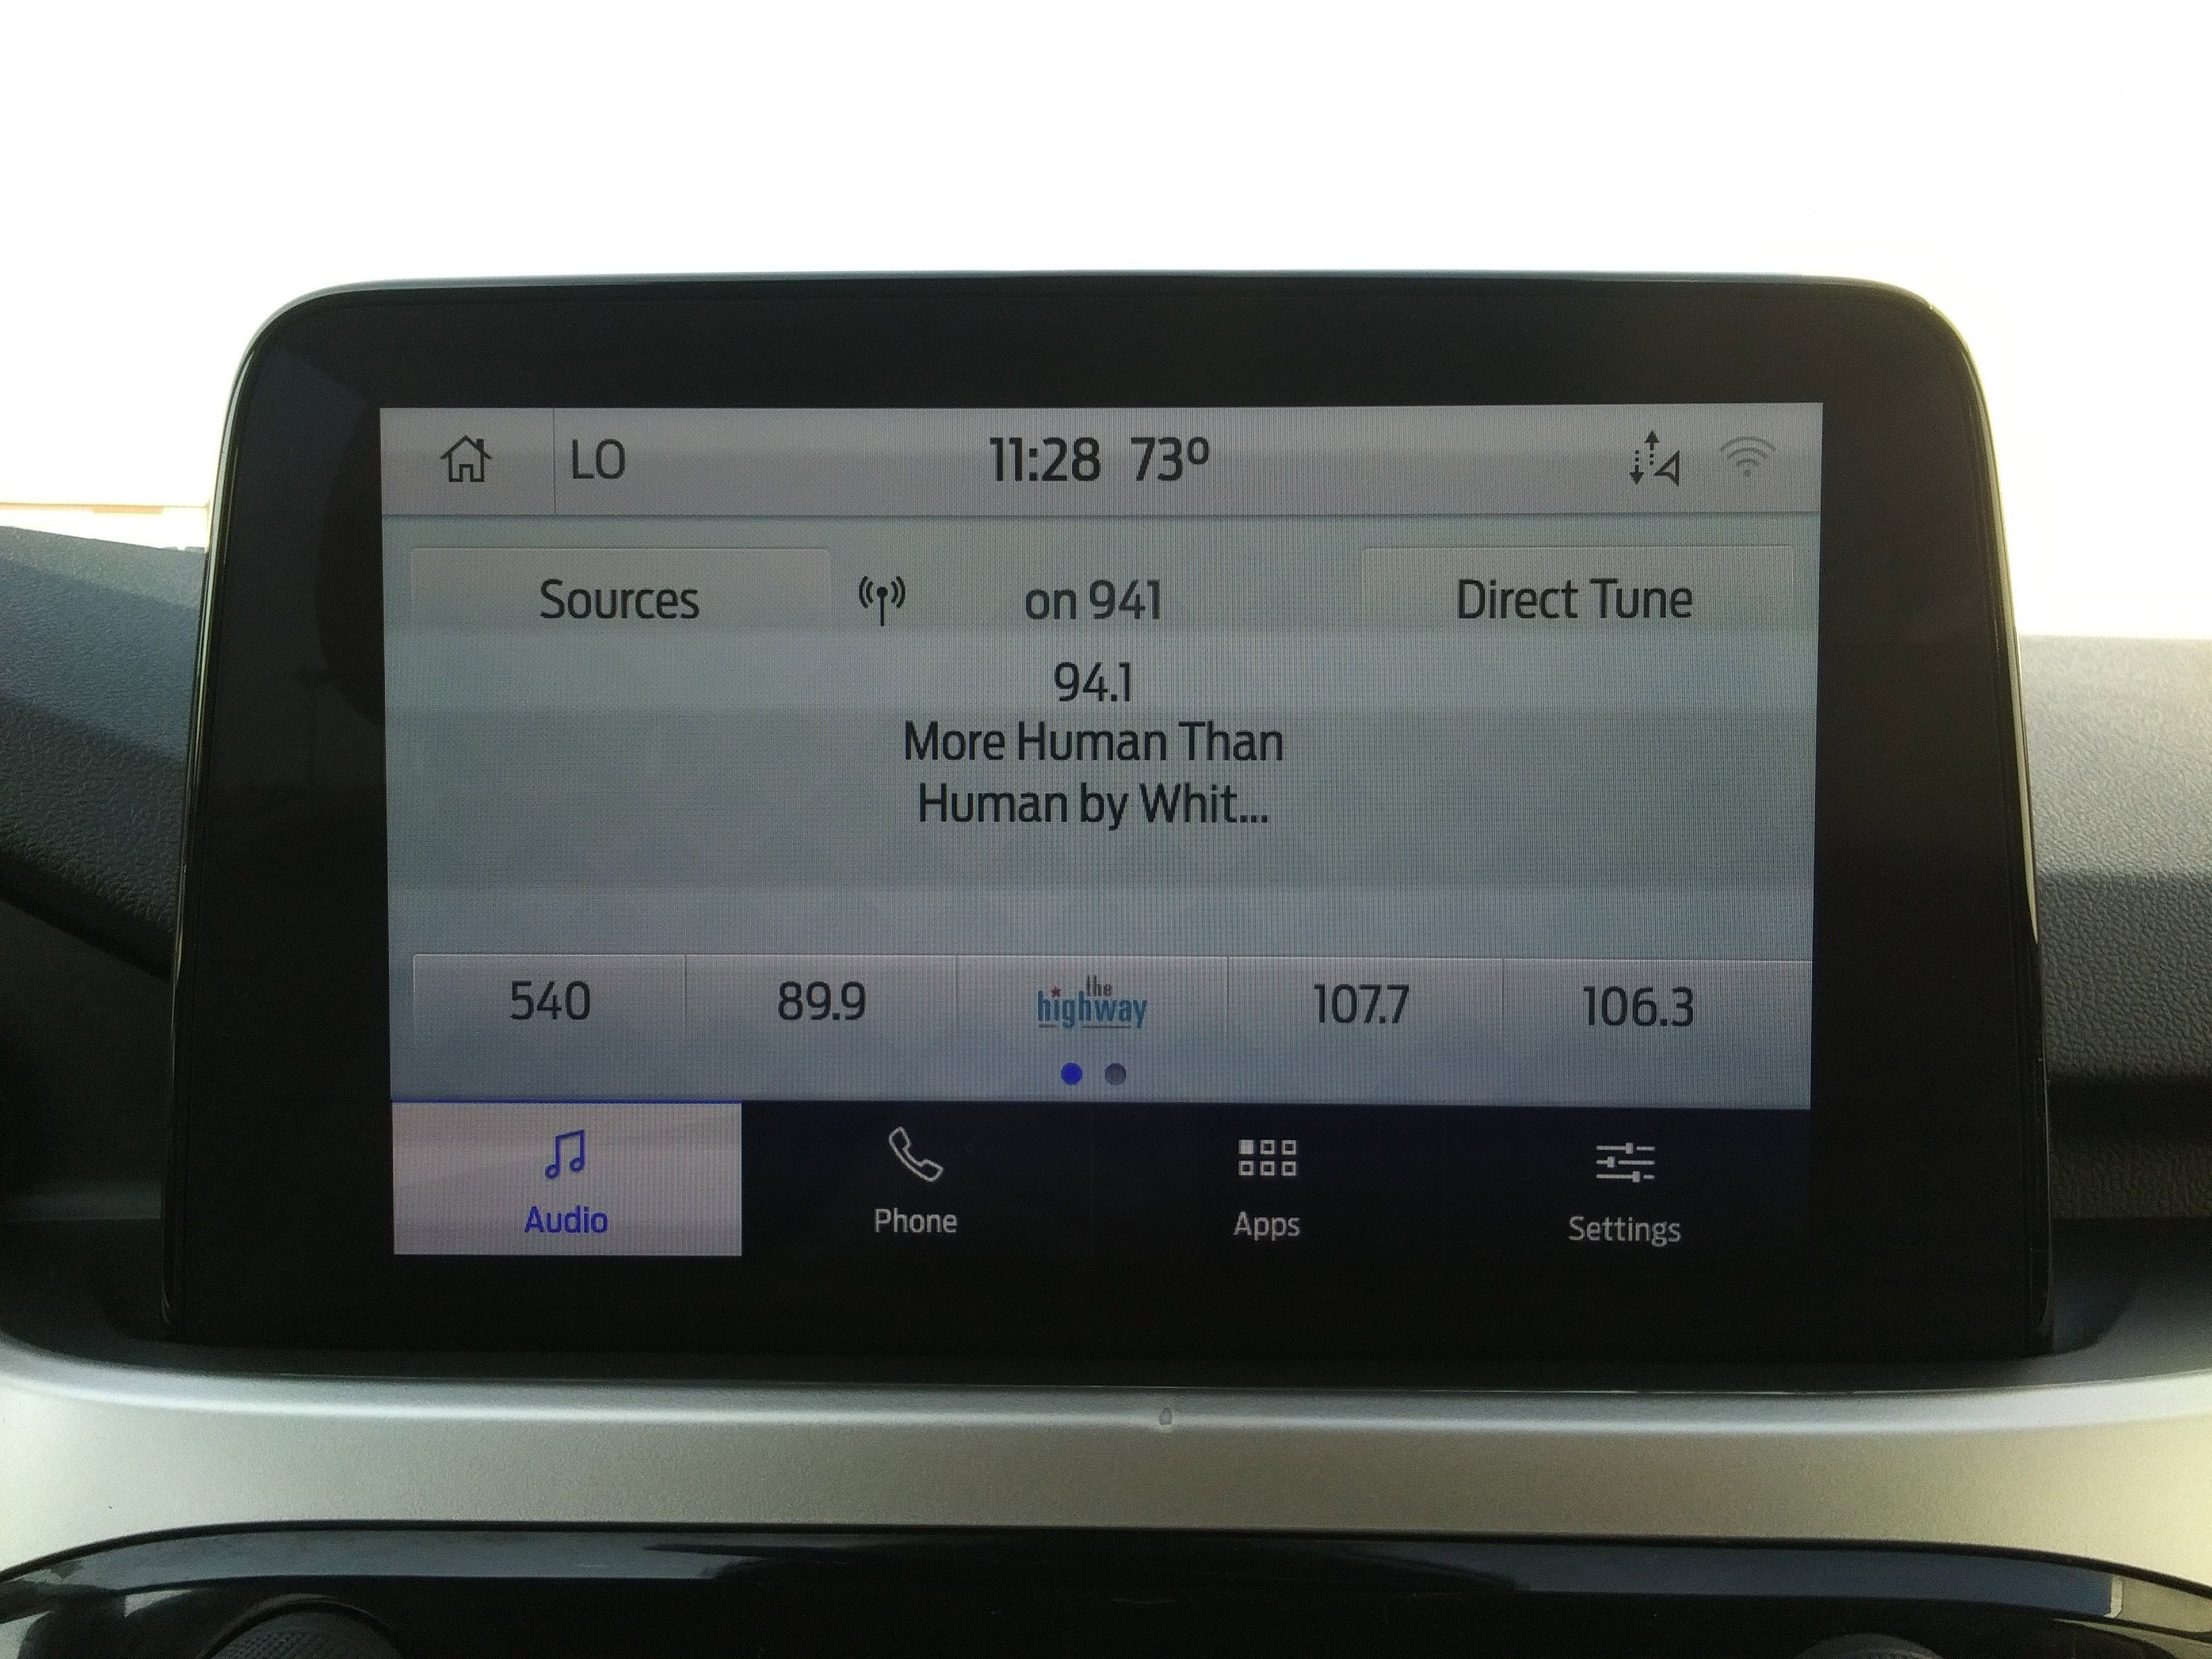 LO 11:28 73º
Sources on 941 Direct Tune
94.1
More Human Than
Human by Whit...
540 89.9 the highway 107.7 106.3
Audio Phone Apps Settings